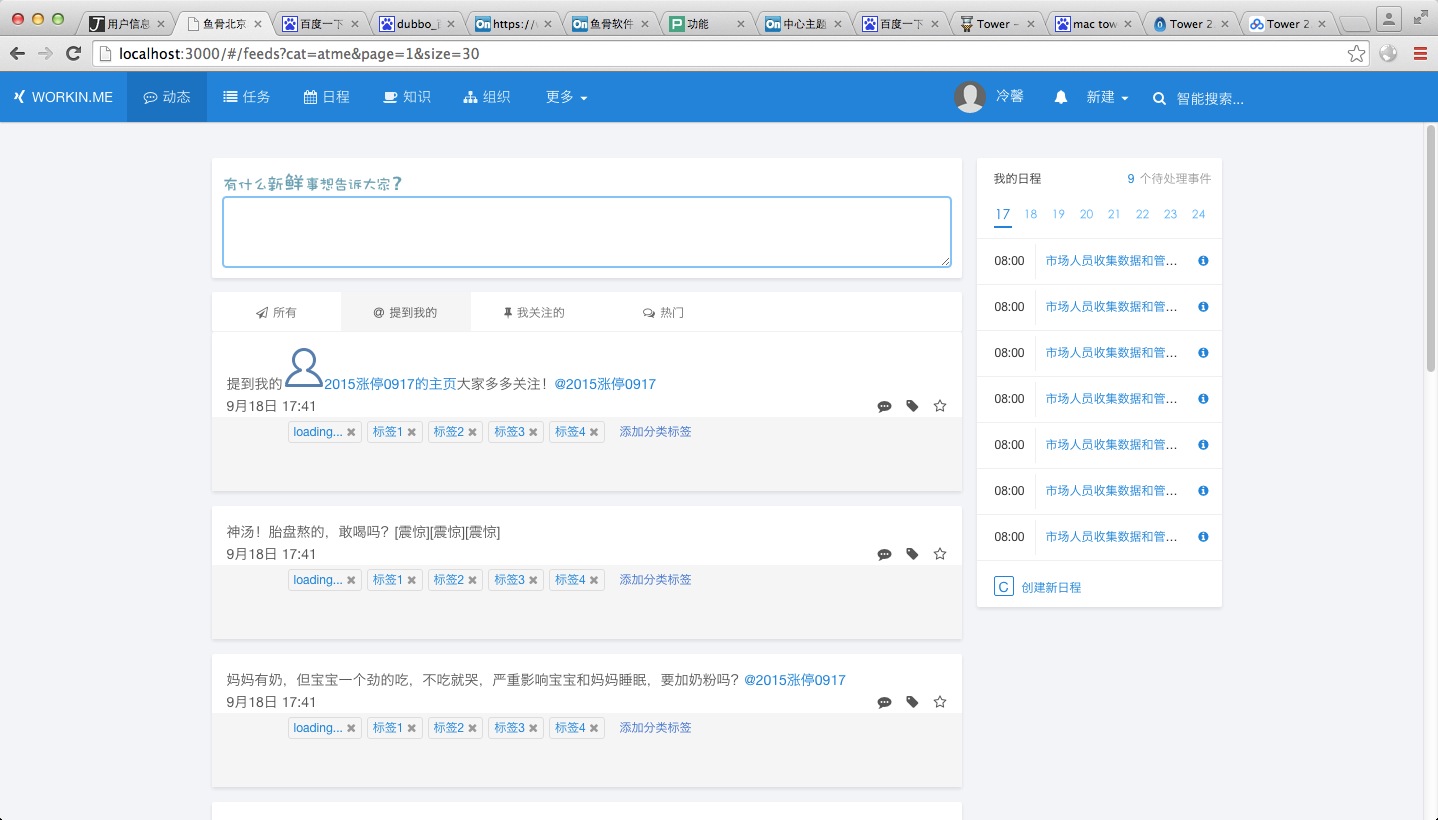 用户信息
鱼骨北京
百度一下
dubbo_
https://
鱼骨软件
功能
中心主题
百度一下
Tower –
mac tow
Tower 2
Tower 2
localhost:3000/#/feeds?cat=atme&page=1&size=30
WORKIN.ME 动态 任务 日程 知识 组织 更多 冷馨 新建 智能搜索...
有什么新鲜事想告诉大家?
所有 @ 提到我的 我关注的 热门
提到我的 2015涨停0917的主页大家多多关注! @2015涨停0917
9月18日 17:41
loading... 标签1 标签2 标签3 标签4 添加分类标签
神汤！胎盘熬的，敢喝吗？[震惊][震惊][震惊]
9月18日 17:41
loading... 标签1 标签2 标签3 标签4 添加分类标签
妈妈有奶，但宝宝一个劲的吃，不吃就哭，严重影响宝宝和妈妈睡眠，要加奶粉吗？@2015涨停0917
9月18日 17:41
loading... 标签1 标签2 标签3 标签4 添加分类标签
我的日程 9 个待处理事件
17 18 19 20 21 22 23 24
08:00 市场人员收集数据和管...
08:00 市场人员收集数据和管...
08:00 市场人员收集数据和管...
08:00 市场人员收集数据和管...
08:00 市场人员收集数据和管...
08:00 市场人员收集数据和管...
08:00 市场人员收集数据和管...
C 创建新日程